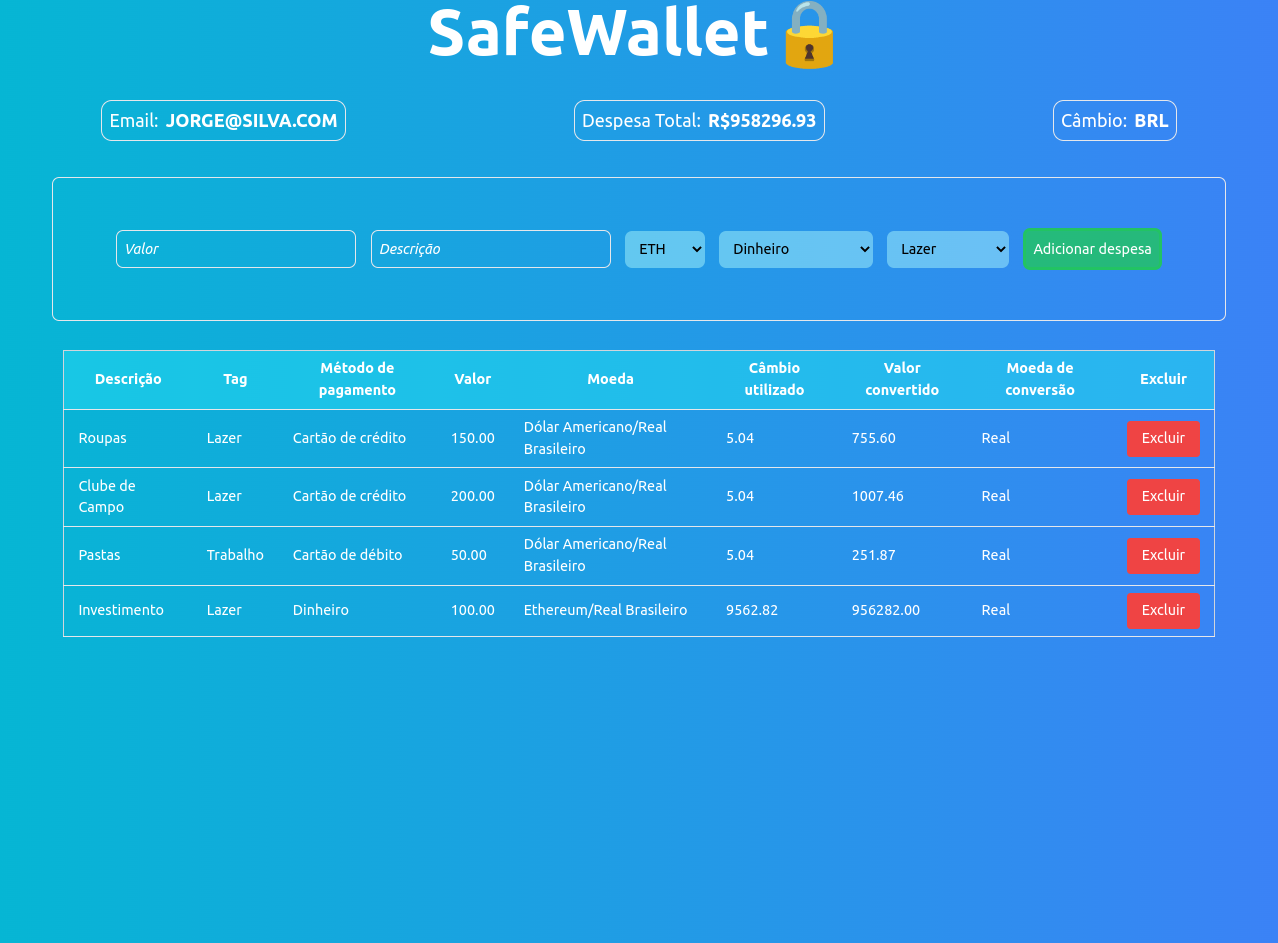 SafeWallet
Email: JORGE@SILVA.COM
Despesa Total: R$958296.93
Câmbio: BRL
Valor
Descrição
ETH
Dinheiro
Lazer
Adicionar despesa
Descrição
Tag
Método de
pagamento
Valor
Moeda
Câmbio
utilizado
Valor
convertido
Moeda de
conversão
Excluir
Roupas
Lazer
Cartão de crédito
150.00
Dólar Americano/Real
Brasileiro
5.04
755.60
Real
Excluir
Clube de
Campo
Lazer
Cartão de crédito
200.00
Dólar Americano/Real
Brasileiro
5.04
1007.46
Real
Excluir
Pastas
Trabalho
Cartão de débito
50.00
Dólar Americano/Real
Brasileiro
5.04
251.87
Real
Excluir
Investimento
Lazer
Dinheiro
100.00
Ethereum/Real Brasileiro
9562.82
956282.00
Real
Excluir